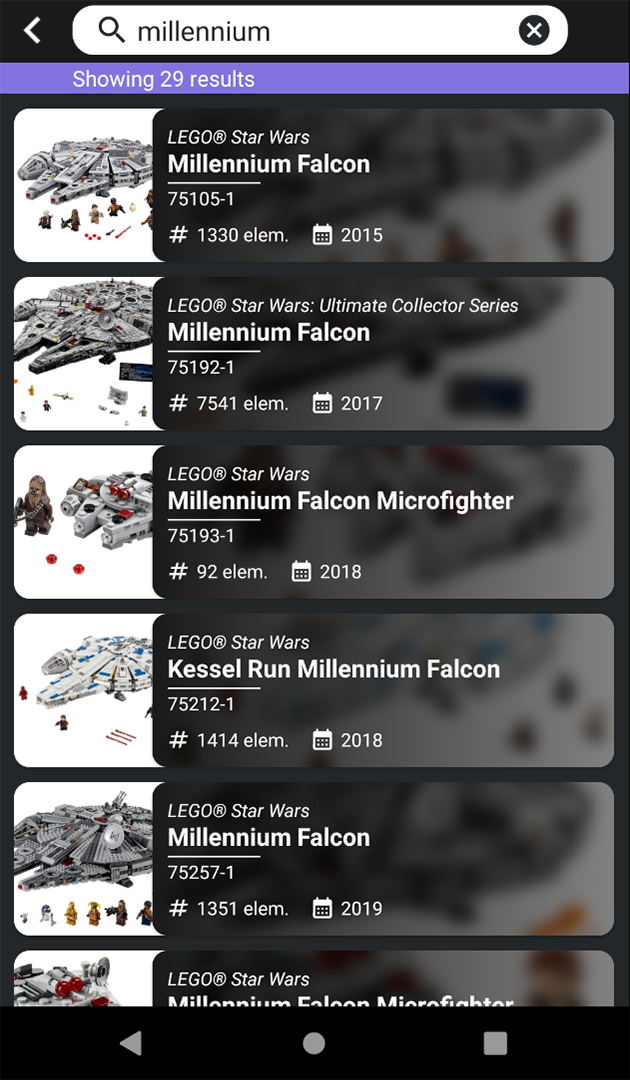 millennium
Showing 29 results
LEGO® Star Wars
Millennium Falcon
75105-1
# 1330 elem. 2015
LEGO® Star Wars: Ultimate Collector Series
Millennium Falcon
75192-1
# 7541 elem. 2017
LEGO® Star Wars
Millennium Falcon Microfighter
75193-1
# 92 elem. 2018
LEGO® Star Wars
Kessel Run Millennium Falcon
75212-1
# 1414 elem. 2018
LEGO® Star Wars
Millennium Falcon
75257-1
# 1351 elem. 2019
LEGO® Star Wars
Millennium Falcon Microfighter